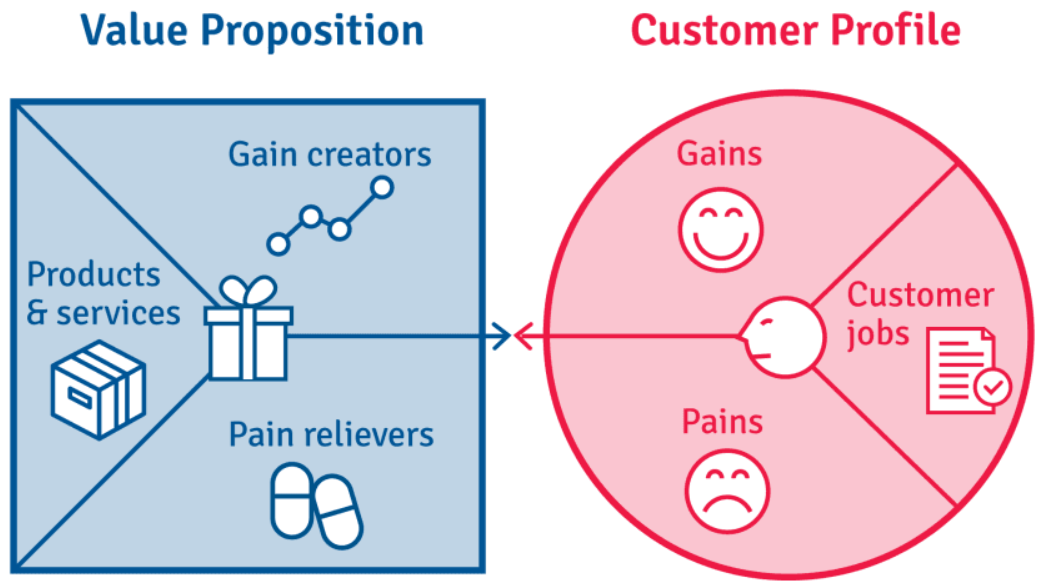 Value Proposition
Customer Profile
Gain creators
Products
& services
Pain relievers
Gains
Customer
jobs
Pains